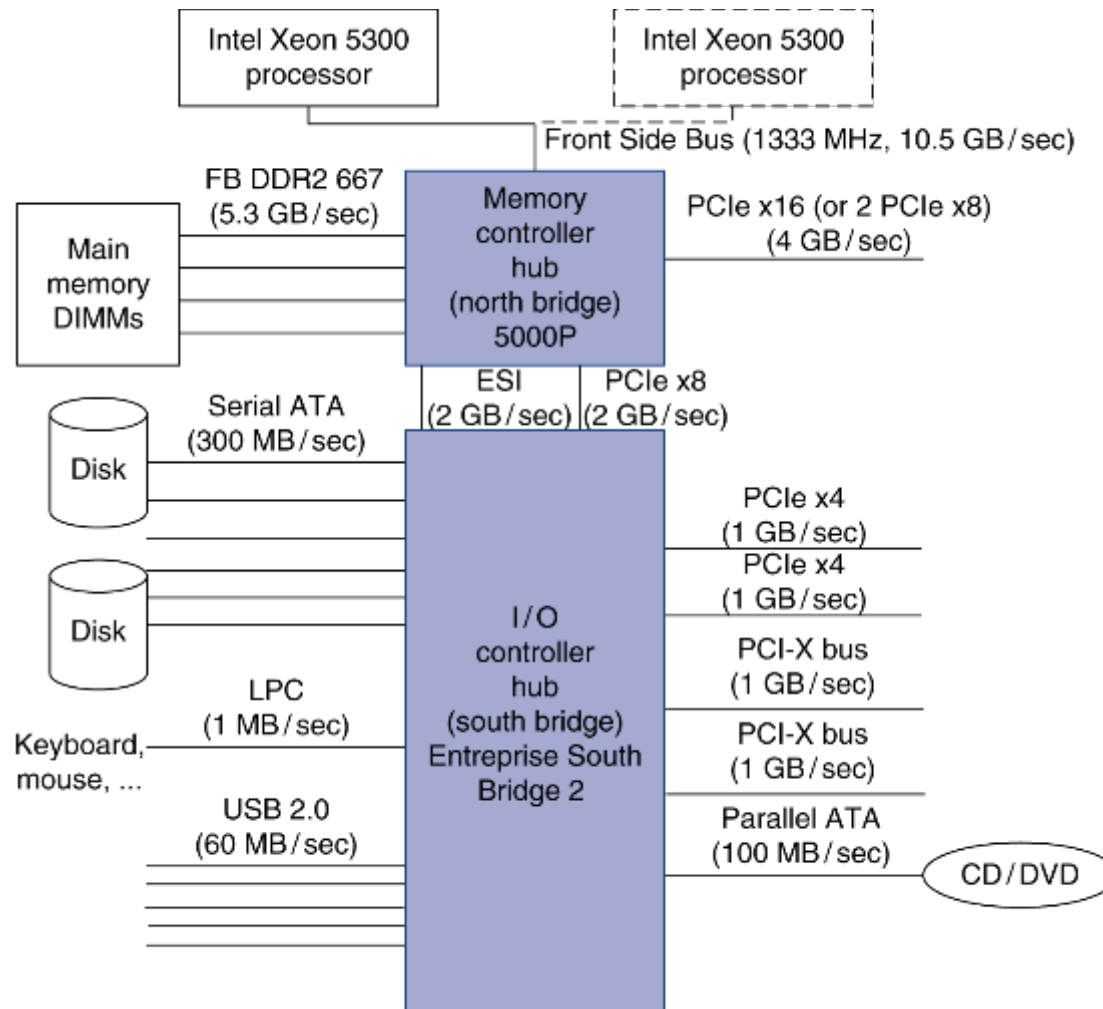 Intel Xeon 5300
processor
Intel Xeon 5300
processor
Front Side Bus (1333 MHz, 10.5 GB/sec)
FB DDR2 667
(5.3 GB/sec)
Main
memory
DIMMs
Memory
controller
hub
(north bridge)
5000P
PCIe x16 (or 2 PCIe x8)
(4 GB/sec)
ESI
(2 GB/sec)
PCIe x8
(2 GB/sec)
Serial ATA
(300 MB/sec)
Disk
Disk
LPC
(1 MB/sec)
Keyboard,
mouse, ...
USB 2.0
(60 MB/sec)
I/O
controller
hub
(south bridge)
Entreprise South
Bridge 2
PCIe x4
(1 GB/sec)
PCIe x4
(1 GB/sec)
PCI-X bus
(1 GB/sec)
PCI-X bus
(1 GB/sec)
Parallel ATA
(100 MB/sec)
CD/DVD